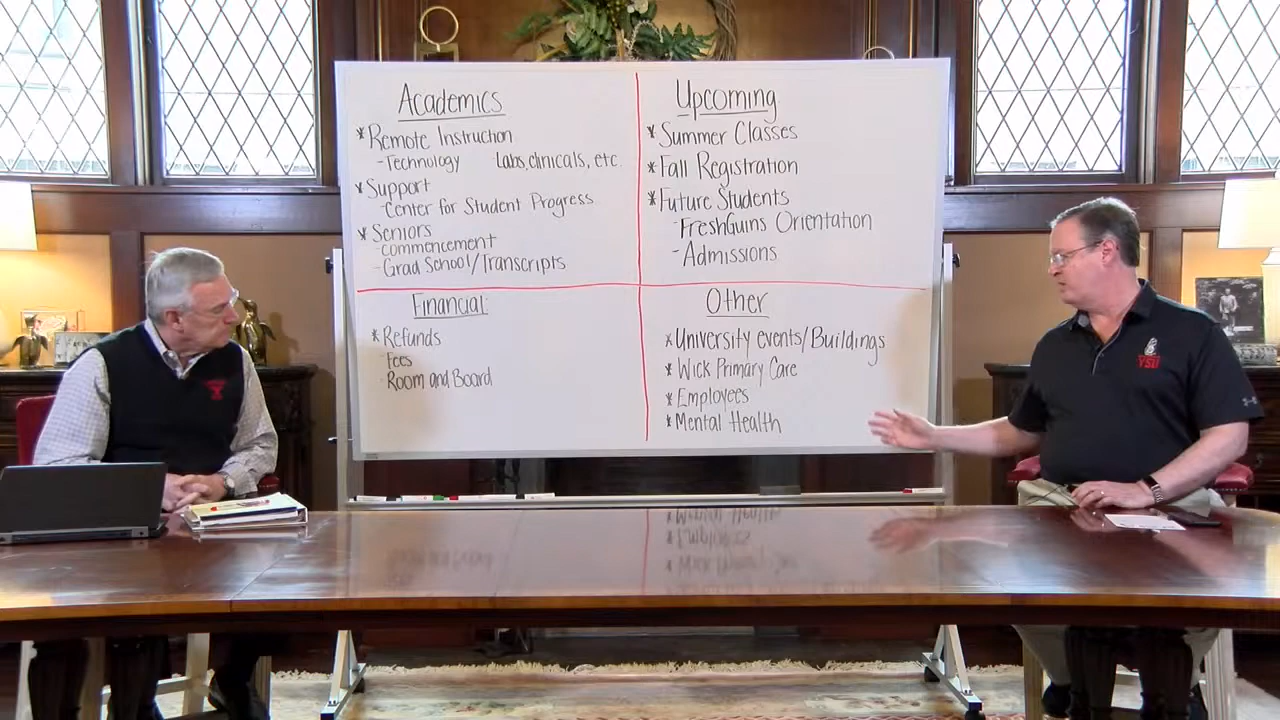 Academics
* Remote Instruction
- Technology - Labs, clinicals, etc.
* Support
- Center for Student Progress
* Seniors
- commencement
- Grad School/Transcripts
Upcoming
* Summer Classes
* Fall Registration
* Future Students
- FreshGuins Orientation
- Admissions
Financial
* Refunds
- Fees
- Room and Board
Other
* University events/Buildings
* Wick Primary Care
* Employees
* Mental Health
YSU